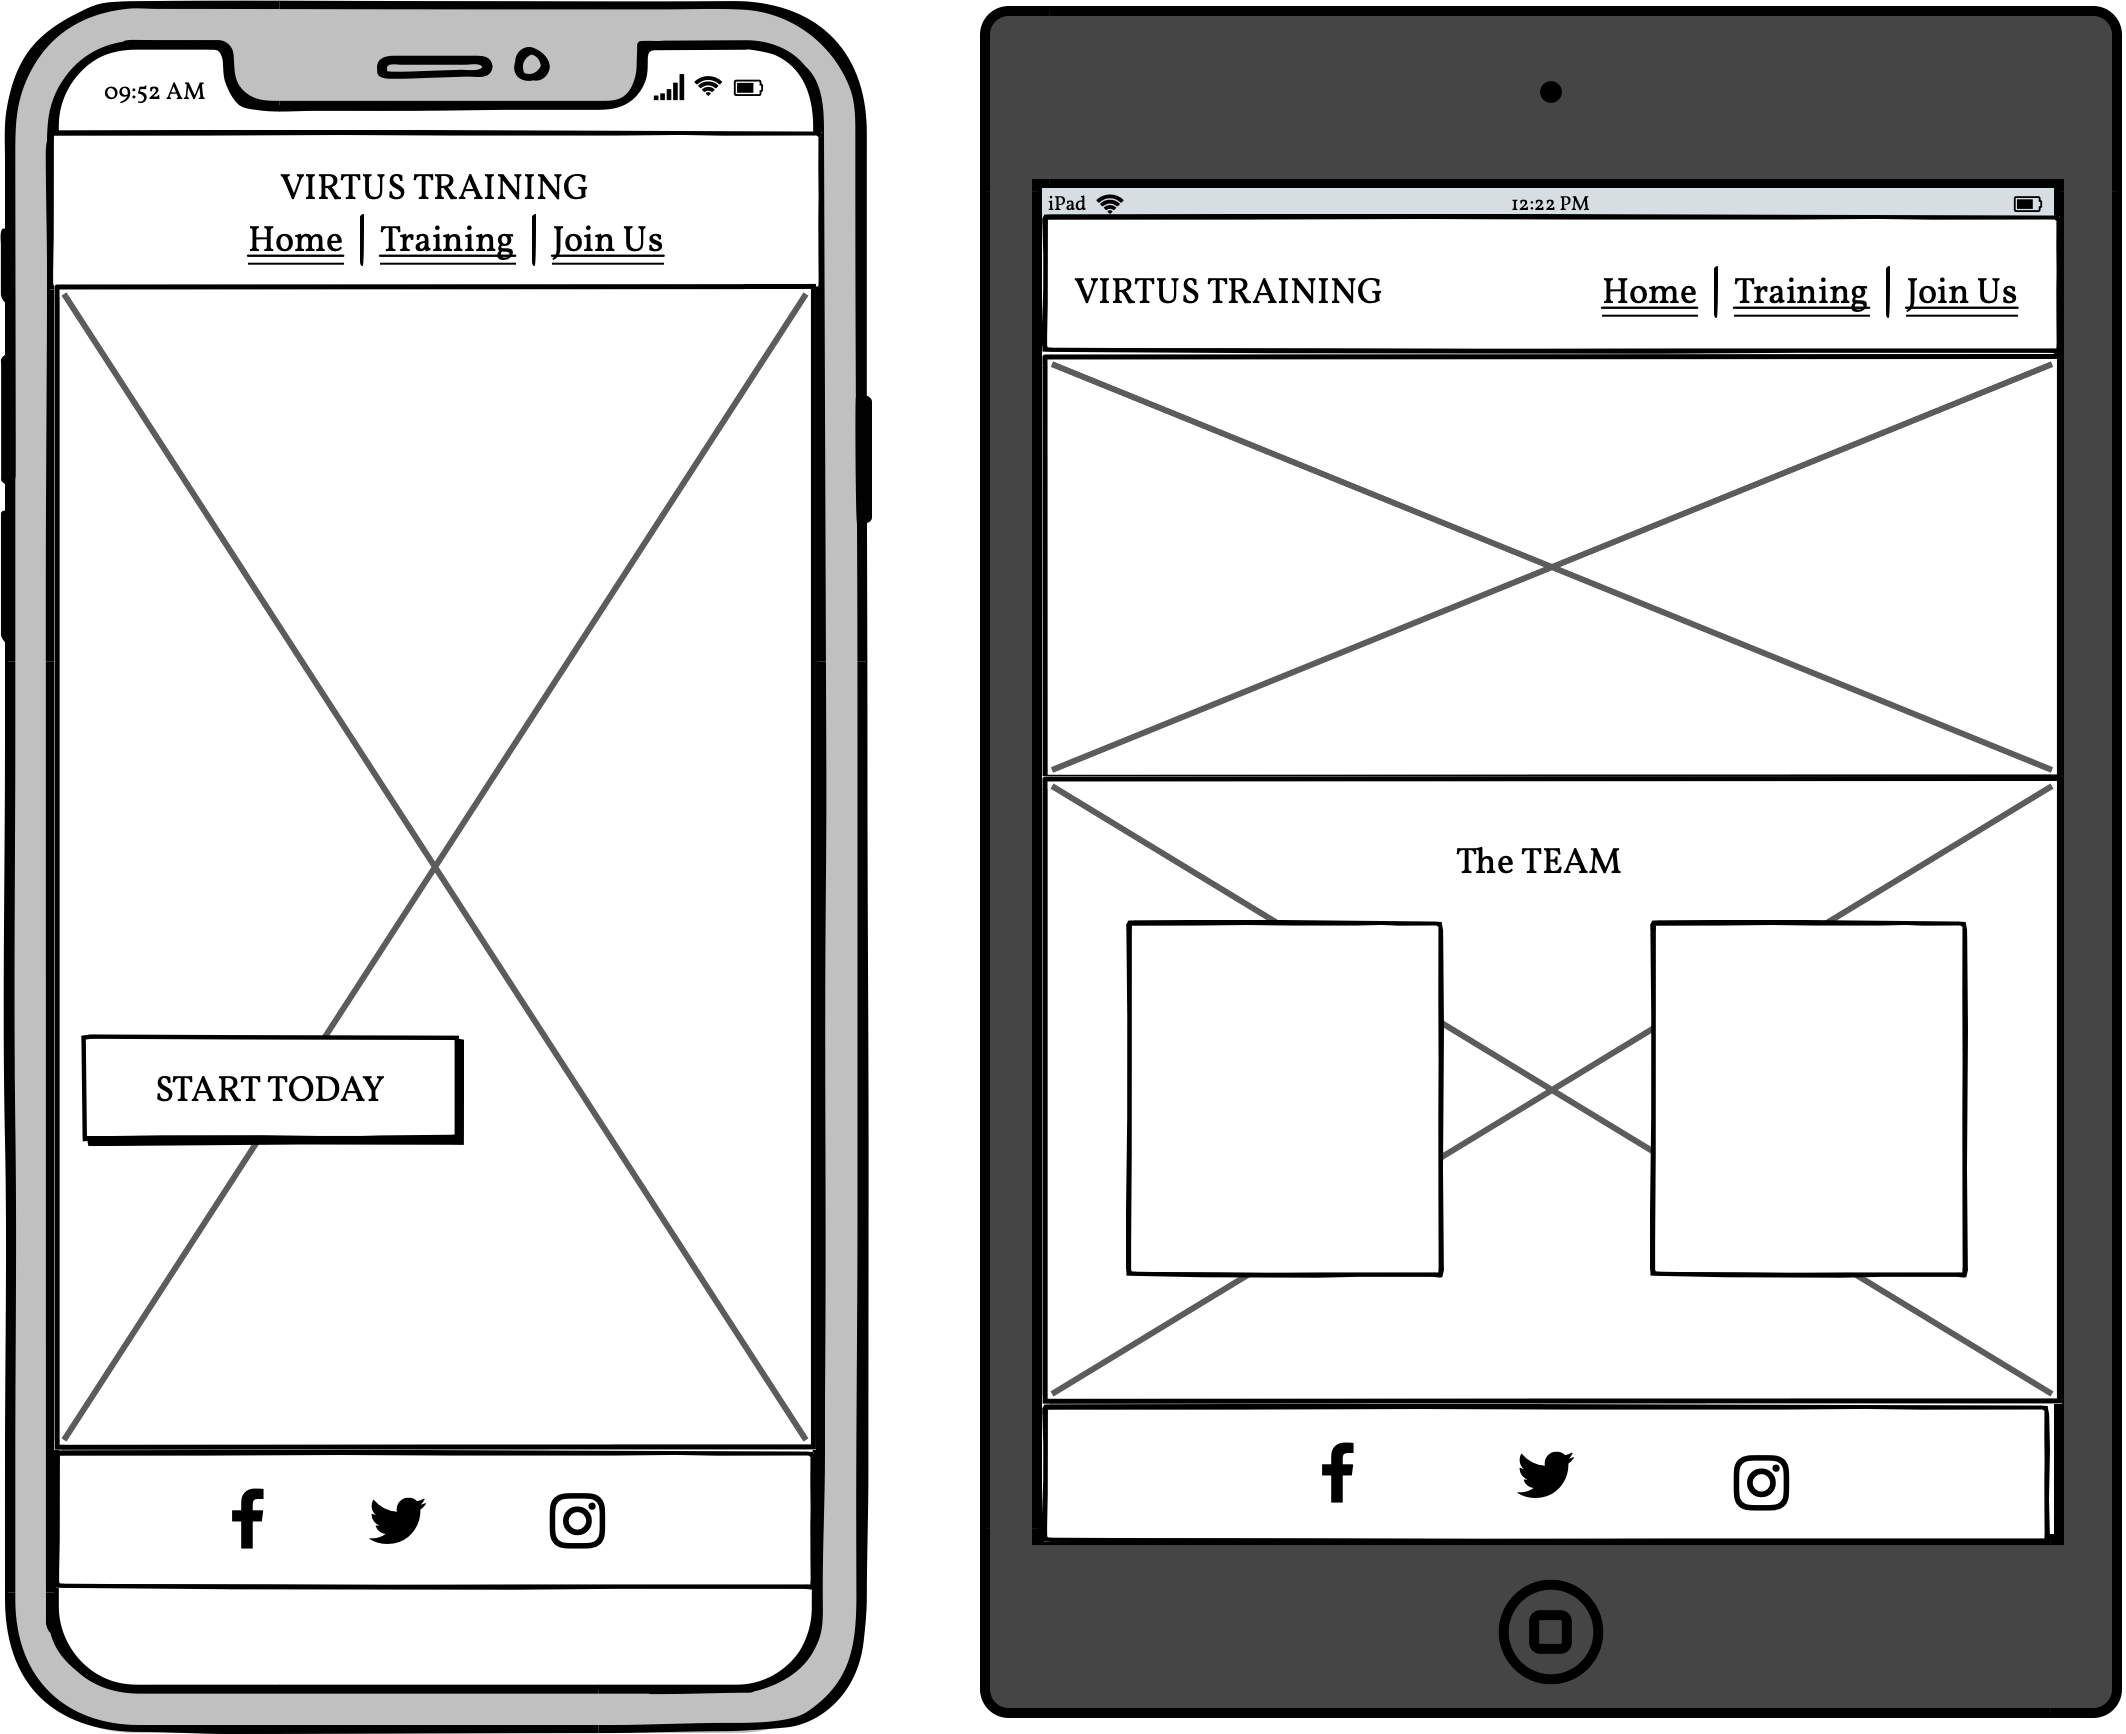 09:52 AM
VIRTUS TRAINING
Home | Training | Join Us
START TODAY
iPad
12:22 PM
VIRTUS TRAINING
Home | Training | Join Us
The TEAM